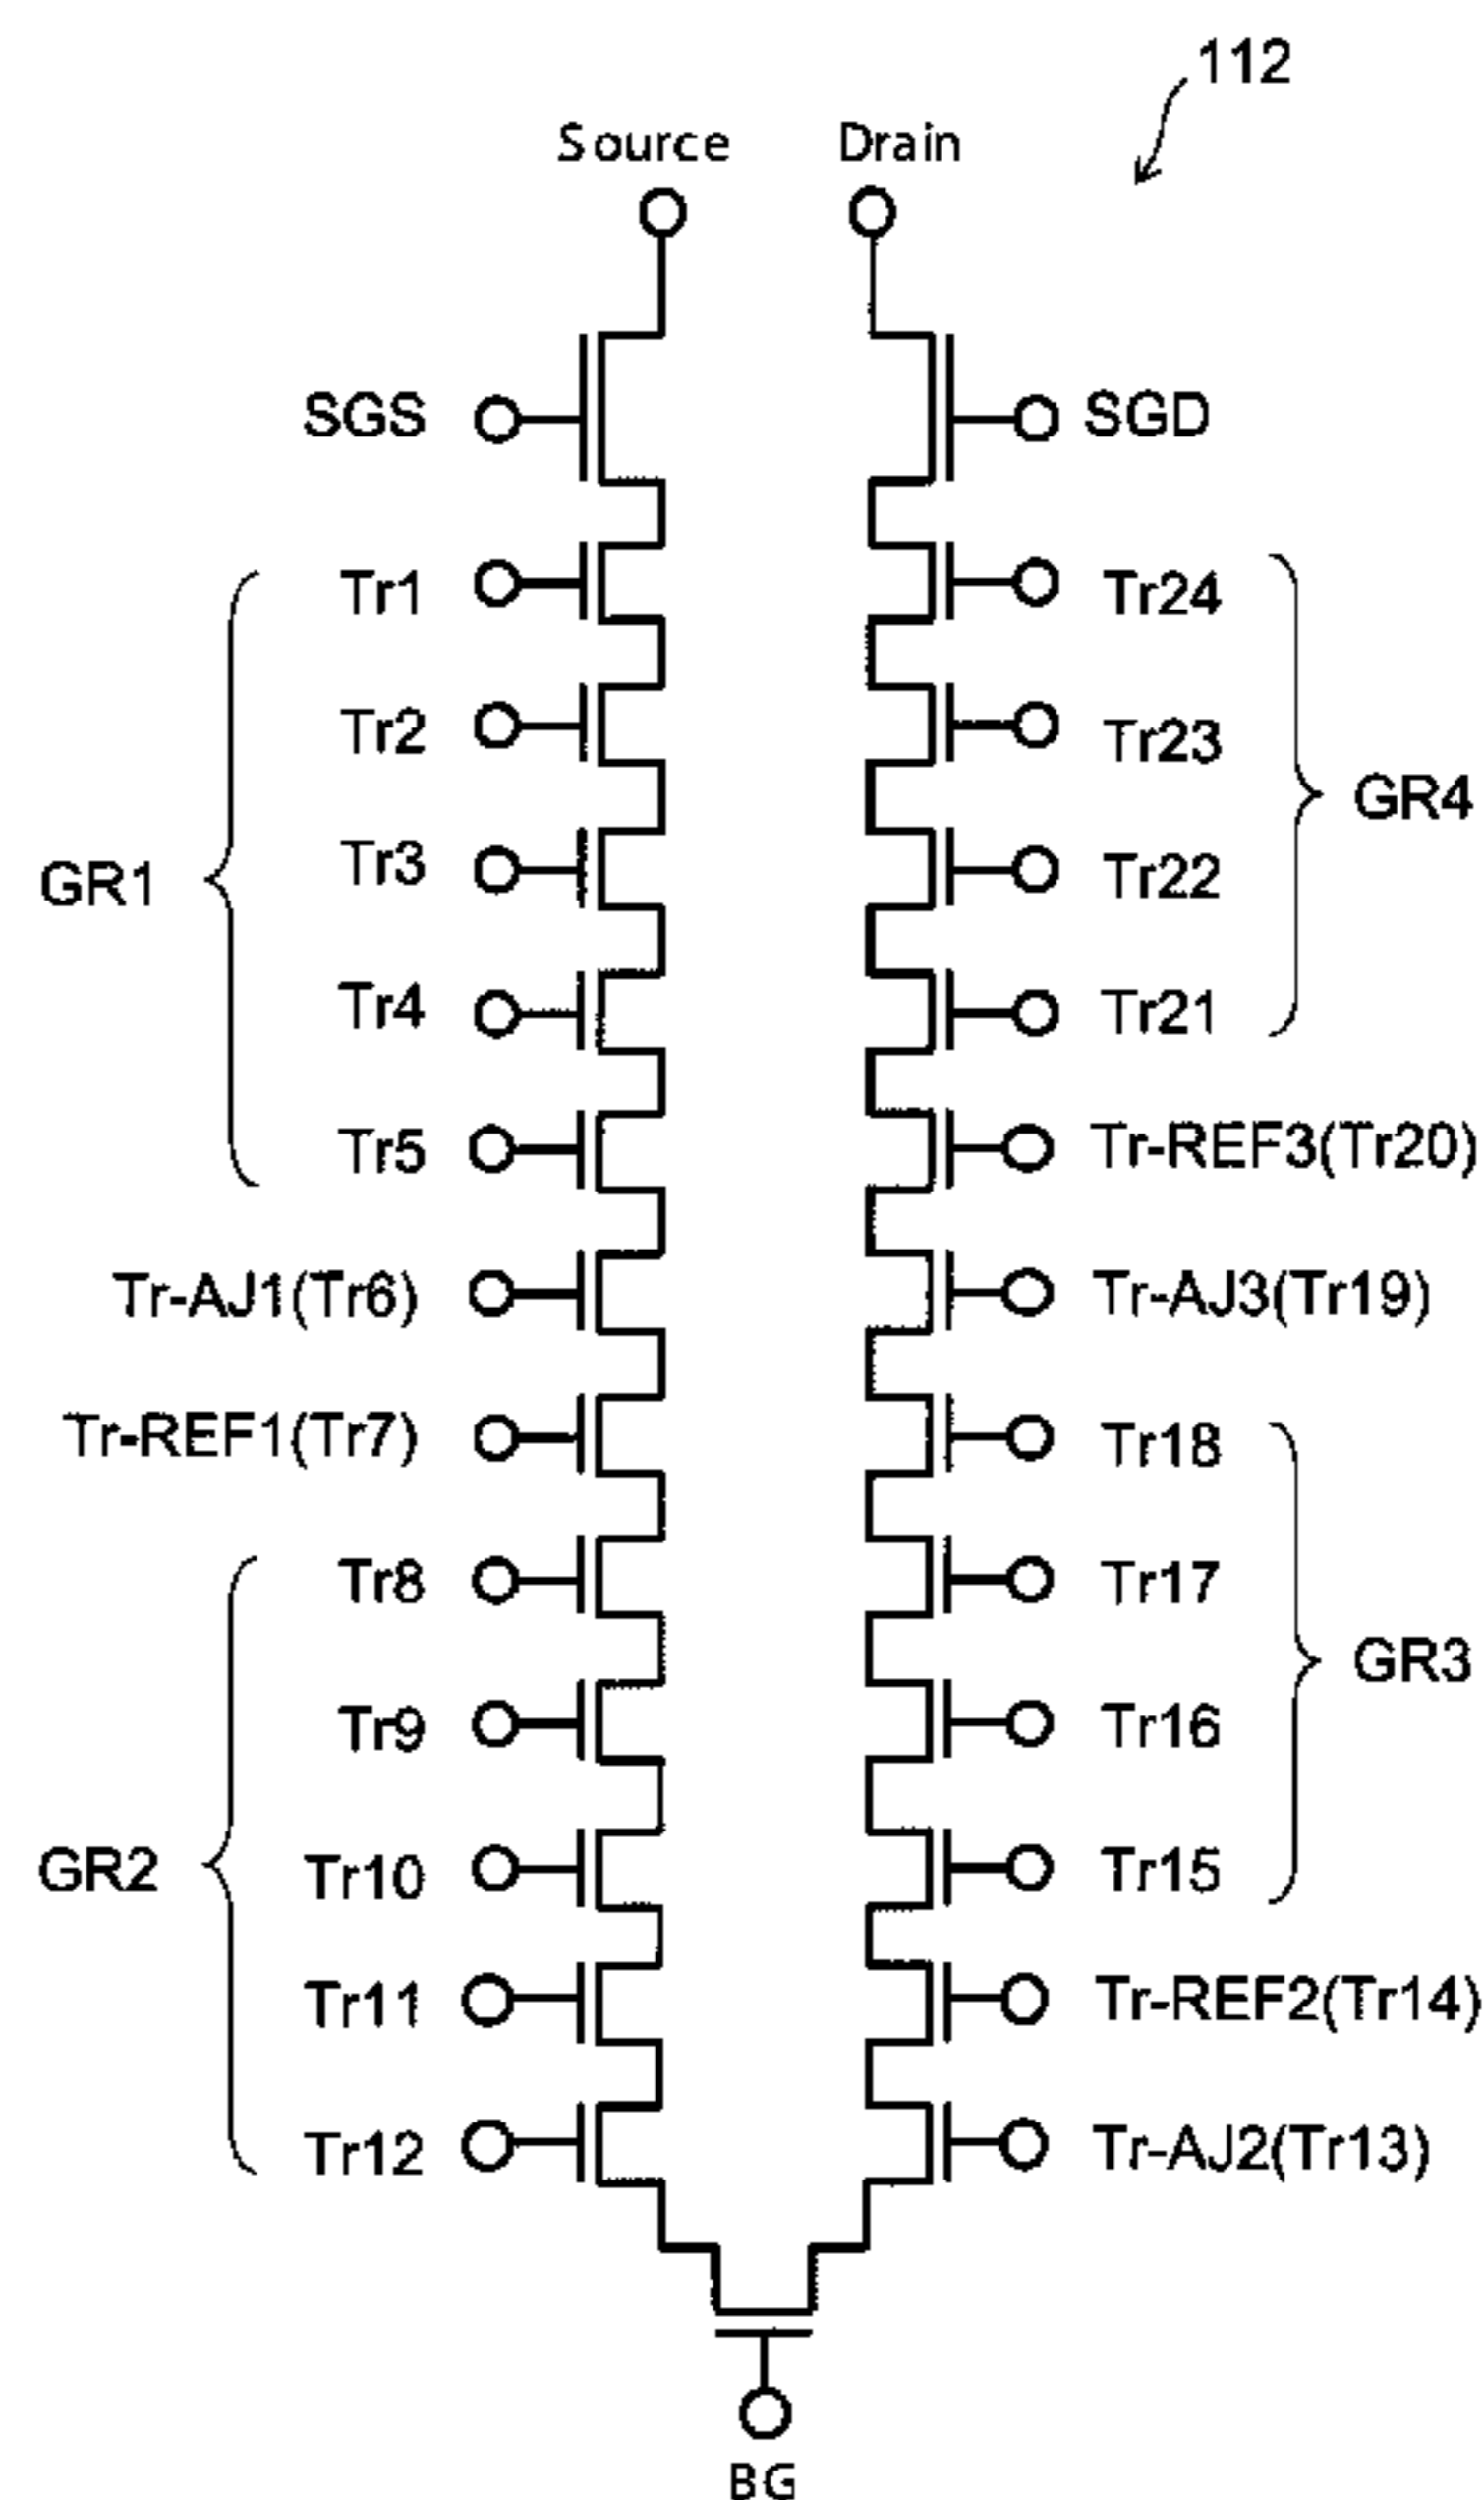 112
Source Drain
SGS SGD
Tr1 Tr24
Tr2 Tr23
GR4
Tr3 Tr22
GR1
Tr4 Tr21
Tr5 Tr-REF3(Tr20)
Tr-AJ1(Tr6) Tr-AJ3(Tr19)
Tr-REF1(Tr7) Tr18
Tr8 Tr17
GR3
Tr9 Tr16
GR2
Tr10 Tr15
Tr11 Tr-REF2(Tr14)
Tr12 Tr-AJ2(Tr13)
BG